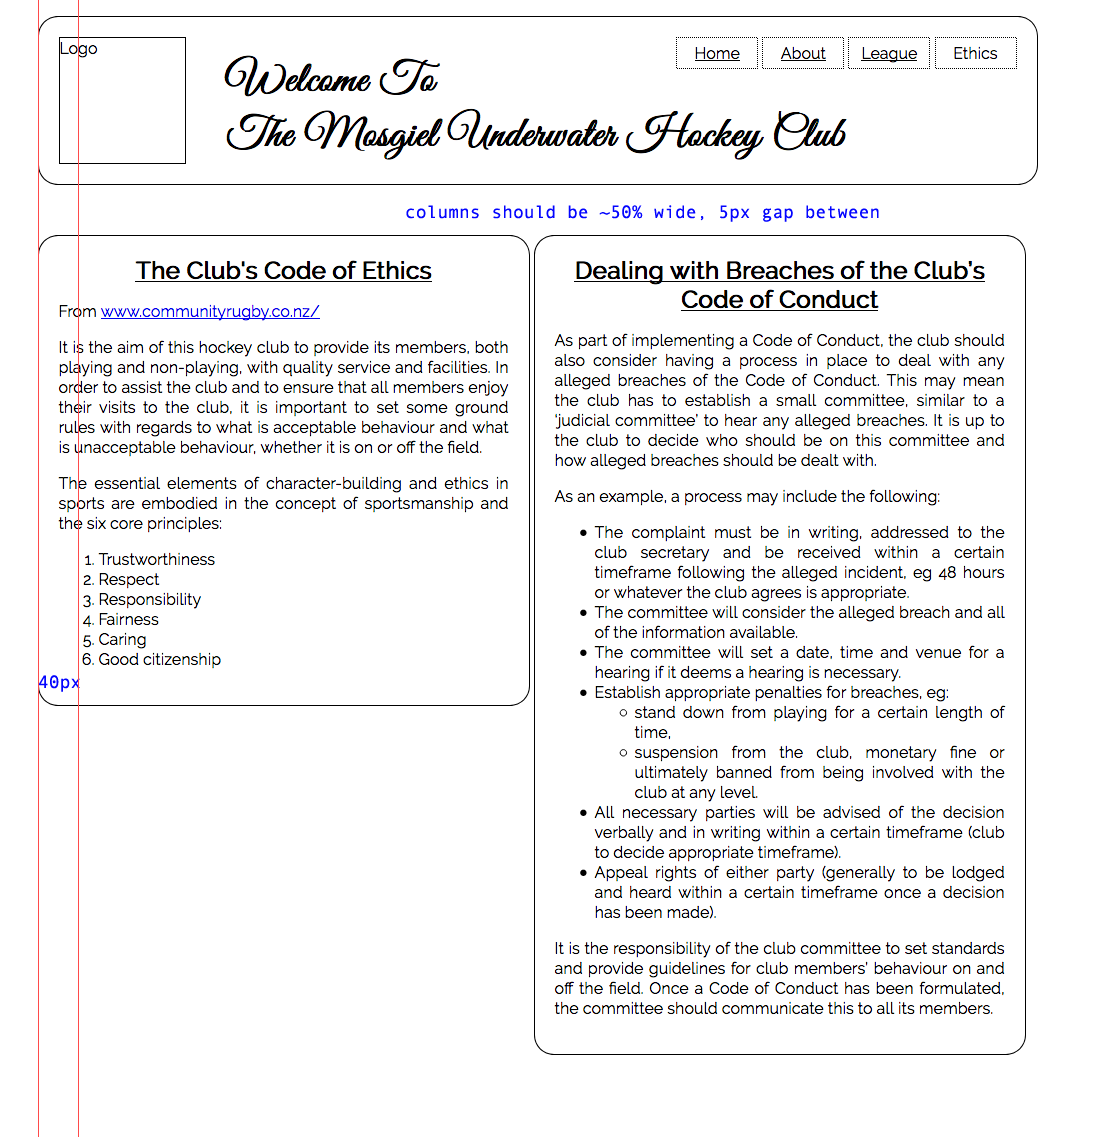 Logo
Home About League Ethics
Welcome To
The Mosgiel Underwater Hockey Club
columns should be ~50% wide, 5px gap between
The Club's Code of Ethics
From www.communityrugby.co.nz/
It is the aim of this hockey club to provide its members, both
playing and non-playing, with quality service and facilities. In
order to assist the club and to ensure that all members enjoy
their visits to the club, it is important to set some ground
rules with regards to what is acceptable behaviour and what
is unacceptable behaviour, whether it is on or off the field.
The essential elements of character-building and ethics in
sports are embodied in the concept of sportsmanship and
the six core principles:
1. Trustworthiness
2. Respect
3. Responsibility
4. Fairness
5. Caring
6. Good citizenship
40px
Dealing with Breaches of the Club’s
Code of Conduct
As part of implementing a Code of Conduct, the club should
also consider having a process in place to deal with any
alleged breaches of the Code of Conduct. This may mean
the club has to establish a small committee, similar to a
‘judicial committee’ to hear any alleged breaches. It is up to
the club to decide who should be on this committee and
how alleged breaches should be dealt with.
As an example, a process may include the following:
• The complaint must be in writing, addressed to the
club secretary and be received within a certain
timeframe following the alleged incident, eg 48 hours
or whatever the club agrees is appropriate.
• The committee will consider the alleged breach and all
of the information available.
• The committee will set a date, time and venue for a
hearing if it deems a hearing is necessary.
• Establish appropriate penalties for breaches, eg:
○ stand down from playing for a certain length of
time,
○ suspension from the club, monetary fine or
ultimately banned from being involved with the
club at any level.
• All necessary parties will be advised of the decision
verbally and in writing within a certain timeframe (club
to decide appropriate timeframe).
• Appeal rights of either party (generally to be lodged
and heard within a certain timeframe once a decision
has been made).
It is the responsibility of the club committee to set standards
and provide guidelines for club members’ behaviour on and
off the field. Once a Code of Conduct has been formulated,
the committee should communicate this to all its members.